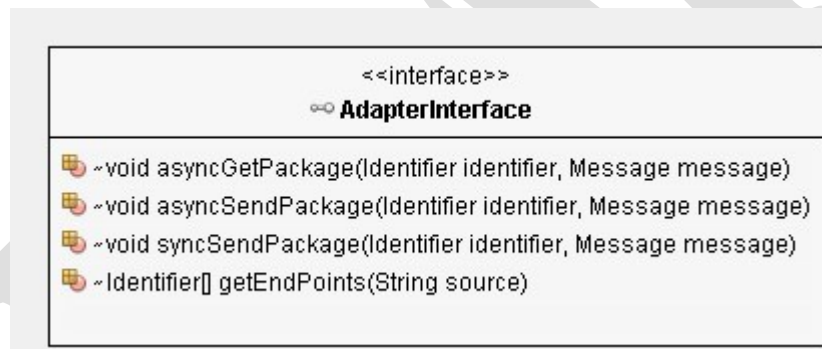 <<interface>>
AdapterInterface
~void asyncGetPackage(Identifier identifier, Message message)
~void asyncSendPackage(Identifier identifier, Message message)
~void syncSendPackage(Identifier identifier, Message message)
~Identifier[] getEndPoints(String source)